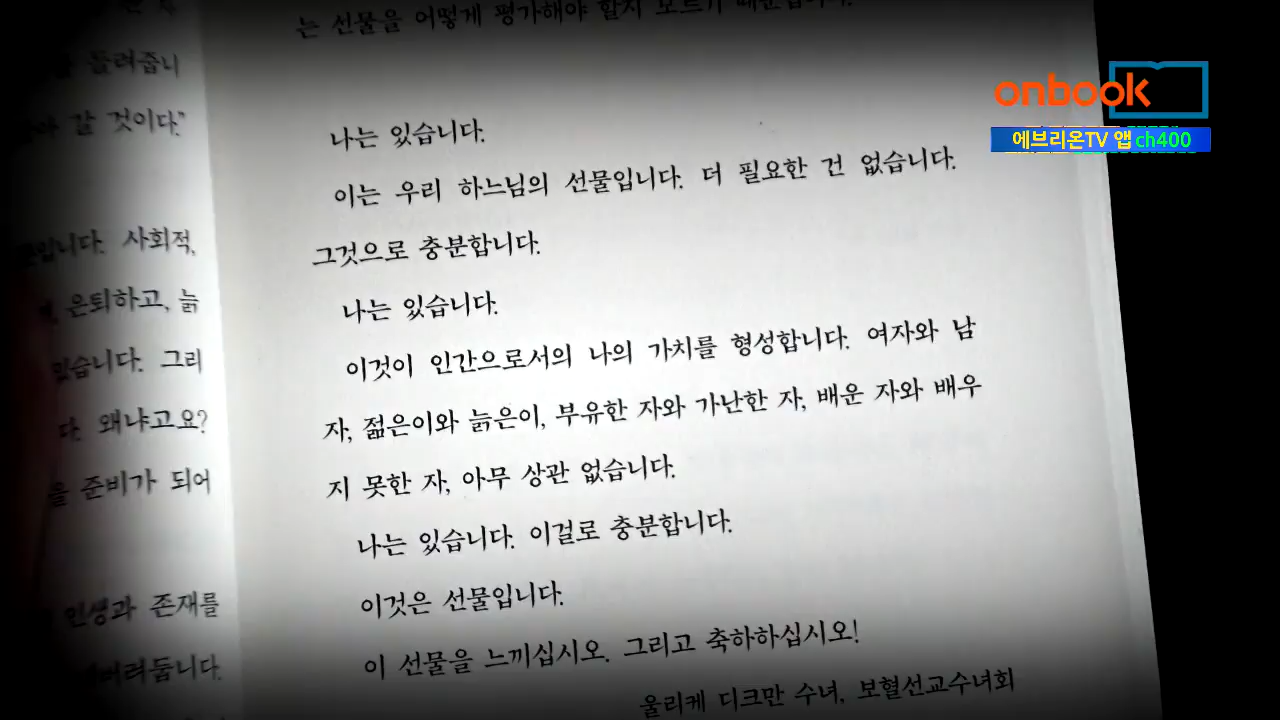 들려줍니
갈 것이다."
사회적,
은퇴하고, 늙
있습니다. 그리
왜냐고요?
준비가 되어
인생과 존재를
는 선물을 어떻게 평가해야 할지 모르기 때문입니다.
나는 있습니다.
이는 우리 하느님의 선물입니다. 더 필요한 건 없습니다.
그것으로 충분합니다.
나는 있습니다.
이것이 인간으로서의 나의 가치를 형성합니다. 여자와 남
자, 젊은이와 늙은이, 부유한 자와 가난한 자, 배운 자와 배우
지 못한 자, 아무 상관 없습니다.
나는 있습니다. 이걸로 충분합니다.
이것은 선물입니다.
이 선물을 느끼십시오. 그리고 축하하십시오!
울리케 디크만 수녀, 보혈선교수녀회
onbook
에브리온TV 앱 ch400